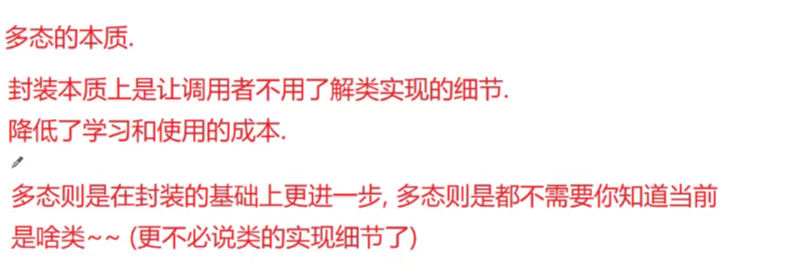 多态的本质.
封装本质上是让调用者不用了解类实现的细节.
降低了学习和使用的成本.
多态则是在封装的基础上更进一步, 多态则是都不需要你知道当前
是啥类~~ (更不必说类的实现细节了)